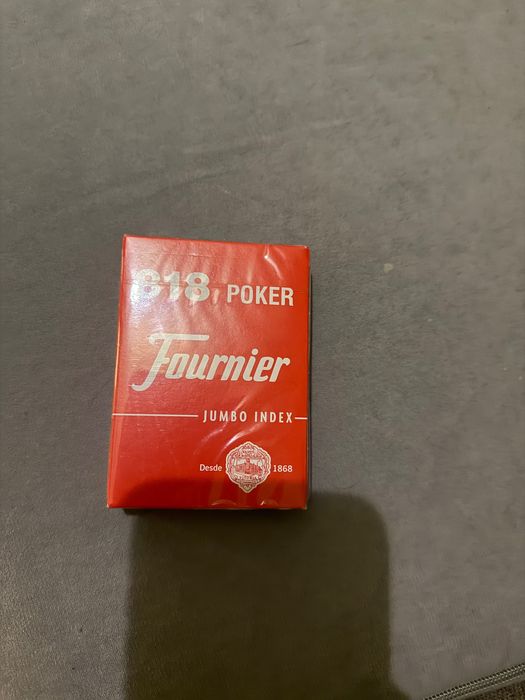 818 POKER
Fournier
JUMBO INDEX
Desde 1868